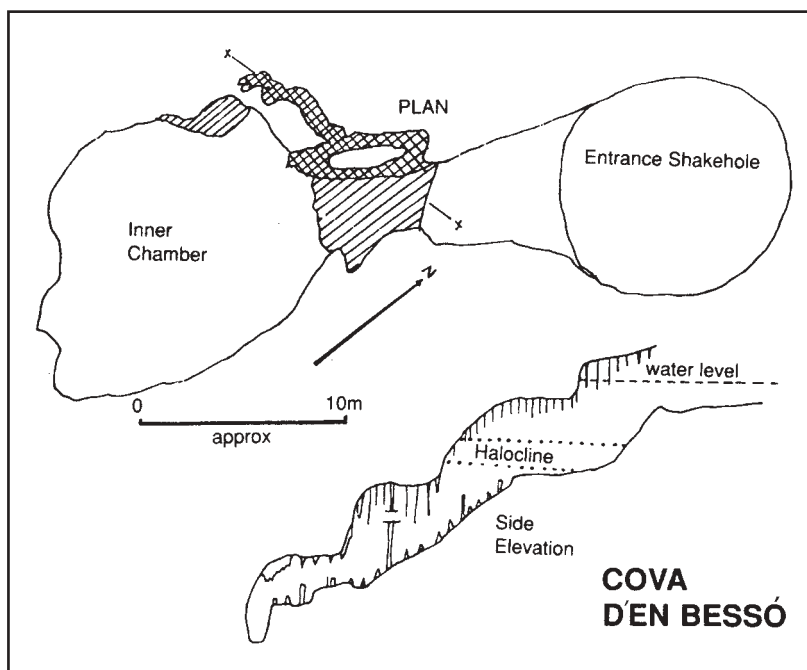 x
PLAN
Entrance Shakehole
Inner
Chamber
x
N
0 10m
approx
water level
Halocline
Side
Elevation
COVA
D'EN BESSÓ